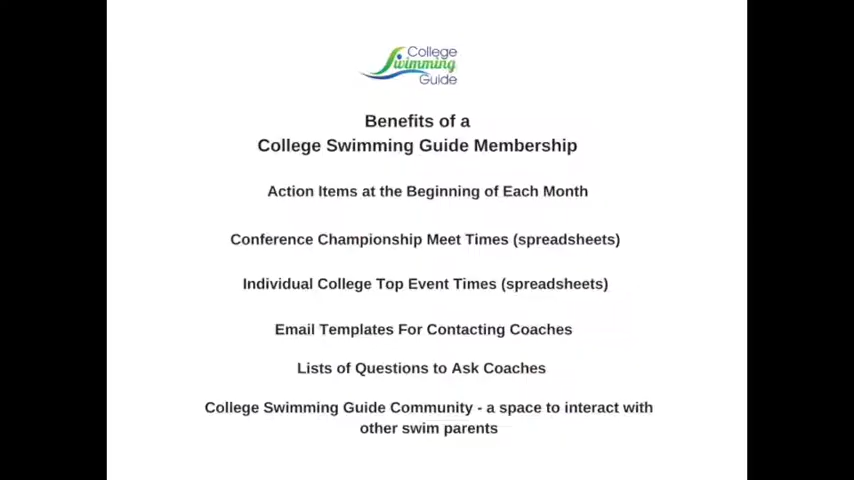 College
Swimming
Guide
Benefits of a
College Swimming Guide Membership
Action Items at the Beginning of Each Month
Conference Championship Meet Times (spreadsheets)
Individual College Top Event Times (spreadsheets)
Email Templates For Contacting Coaches
Lists of Questions to Ask Coaches
College Swimming Guide Community - a space to interact with
other swim parents